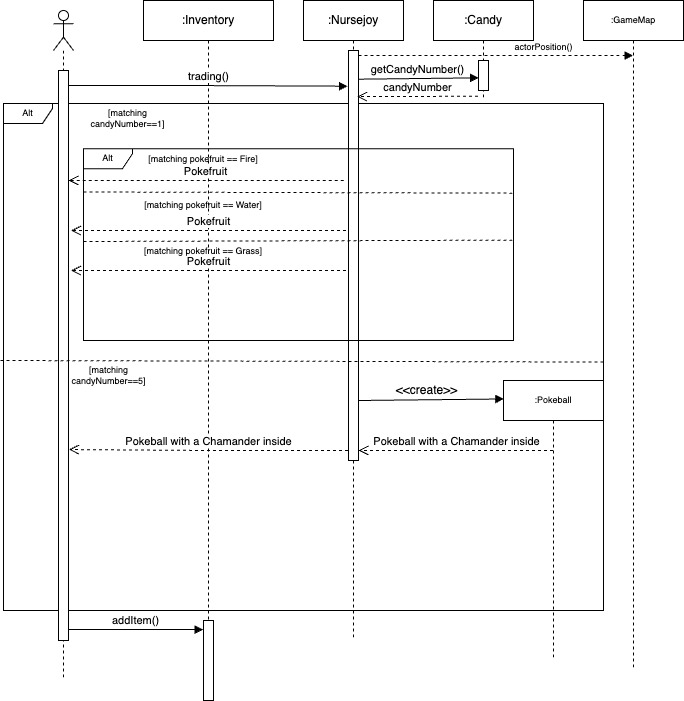 :Inventory
:Nursejoy
:Candy
:GameMap
actorPosition()
getCandyNumber()
trading()
candyNumber
Alt
[matching
candyNumber==1]
Alt
[matching pokefruit == Fire]
Pokefruit
[matching pokefruit == Water]
Pokefruit
[matching pokefruit == Grass]
Pokefruit
[matching
candyNumber==5]
<<create>>
:Pokeball
Pokeball with a Chamander inside
Pokeball with a Chamander inside
addItem()